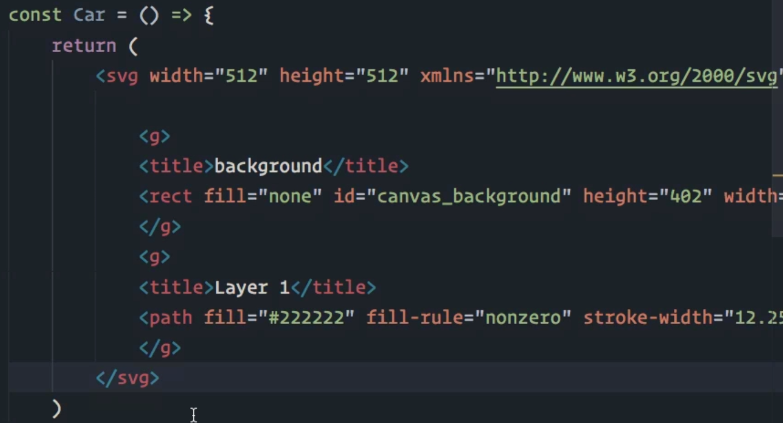 const Car = () => {
return (
<svg width="512" height="512" xmlns="http://www.w3.org/2000/svg"
<g>
<title>background</title>
<rect fill="none" id="canvas_background" height="402" width=
</g>
<g>
<title>Layer 1</title>
<path fill="#222222" fill-rule="nonzero" stroke-width="12.25
</g>
</svg>
)